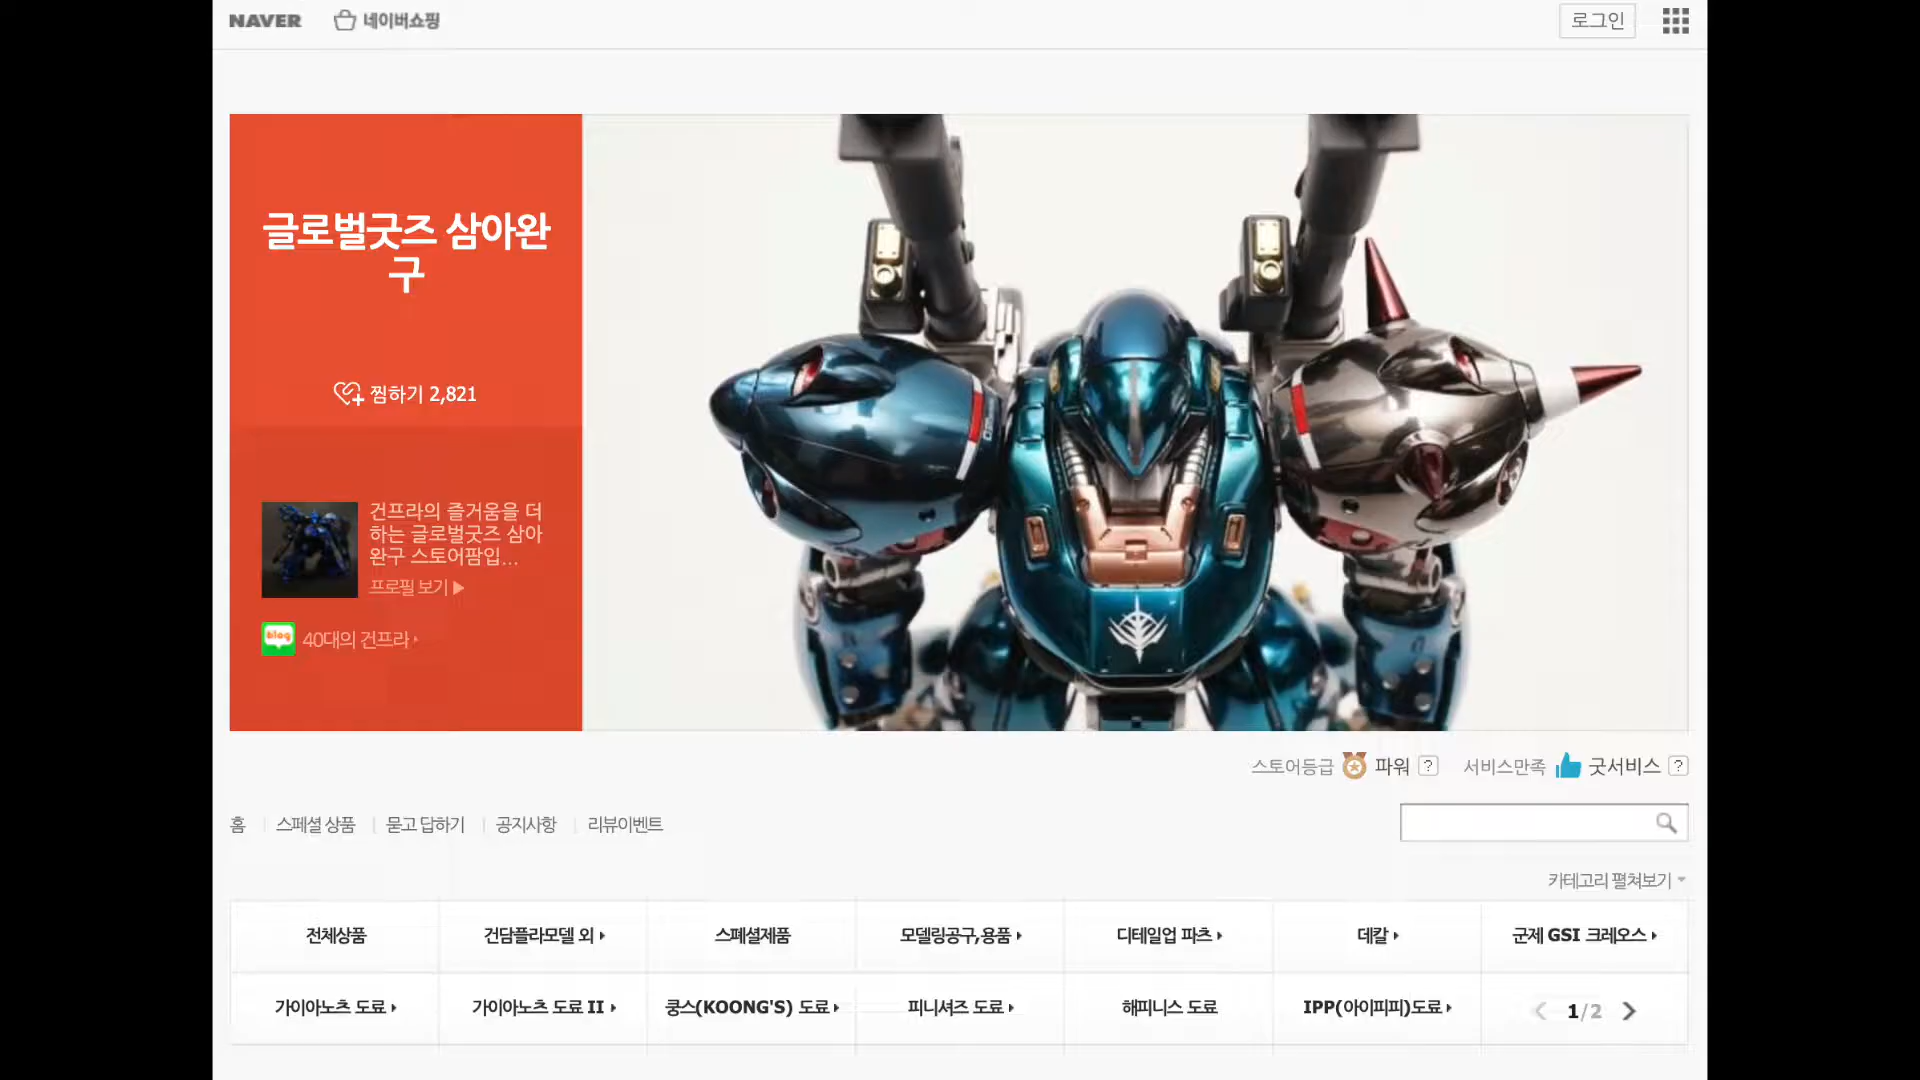 NAVER 네이버쇼핑 로그인
글로벌굿즈 삼아완
구
찜하기 2,821
건프라의 즐거움을 더
하는 글로벌굿즈 삼아
완구 스토어팜입...
프로필 보기 ▶
blog 40대의 건프라
스토어등급 파워 ? 서비스만족 굿서비스 ?
홈 스페셜 상품 묻고 답하기 공지사항 리뷰이벤트
카테고리 펼쳐보기
전체상품 건담플라모델 외 스폐셜제품 모델링공구,용품 디테일업 파츠 데칼 군제 GSI 크레오스
가이아노츠 도료 가이아노츠 도료 II 쿵스(KOONG'S) 도료 피니셔즈 도료 해피니스 도료 IPP(아이피피)도료 1/2